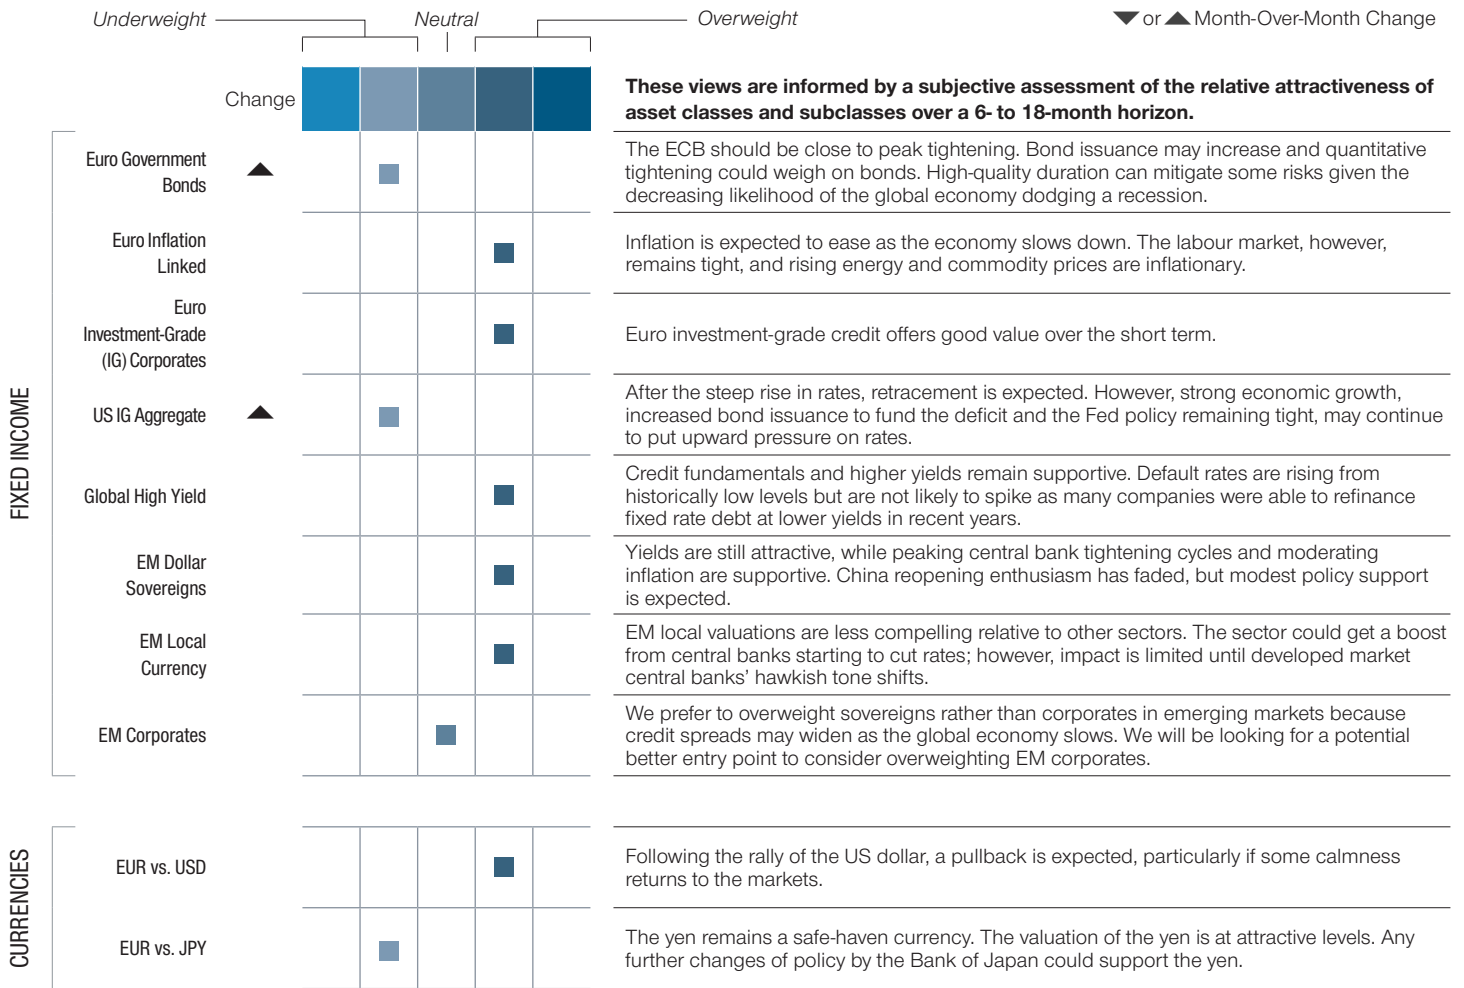 Underweight
Neutral
Overweight
▼ or ▲ Month-Over-Month Change
Change
These views are informed by a subjective assessment of the relative attractiveness of
asset classes and subclasses over a 6- to 18-month horizon.
FIXED INCOME
Euro Government
Bonds
The ECB should be close to peak tightening. Bond issuance may increase and quantitative
tightening could weigh on bonds. High-quality duration can mitigate some risks given the
decreasing likelihood of the global economy dodging a recession.
Euro Inflation
Linked
Inflation is expected to ease as the economy slows down. The labour market, however,
remains tight, and rising energy and commodity prices are inflationary.
Euro
Investment-Grade
(IG) Corporates
Euro investment-grade credit offers good value over the short term.
US IG Aggregate
After the steep rise in rates, retracement is expected. However, strong economic growth,
increased bond issuance to fund the deficit and the Fed policy remaining tight, may continue
to put upward pressure on rates.
Global High Yield
Credit fundamentals and higher yields remain supportive. Default rates are rising from
historically low levels but are not likely to spike as many companies were able to refinance
fixed rate debt at lower yields in recent years.
EM Dollar
Sovereigns
Yields are still attractive, while peaking central bank tightening cycles and moderating
inflation are supportive. China reopening enthusiasm has faded, but modest policy support
is expected.
EM Local
Currency
EM local valuations are less compelling relative to other sectors. The sector could get a boost
from central banks starting to cut rates; however, impact is limited until developed market
central banks’ hawkish tone shifts.
EM Corporates
We prefer to overweight sovereigns rather than corporates in emerging markets because
credit spreads may widen as the global economy slows. We will be looking for a potential
better entry point to consider overweighting EM corporates.
CURRENCIES
EUR vs. USD
Following the rally of the US dollar, a pullback is expected, particularly if some calmness
returns to the markets.
EUR vs. JPY
The yen remains a safe-haven currency. The valuation of the yen is at attractive levels. Any
further changes of policy by the Bank of Japan could support the yen.